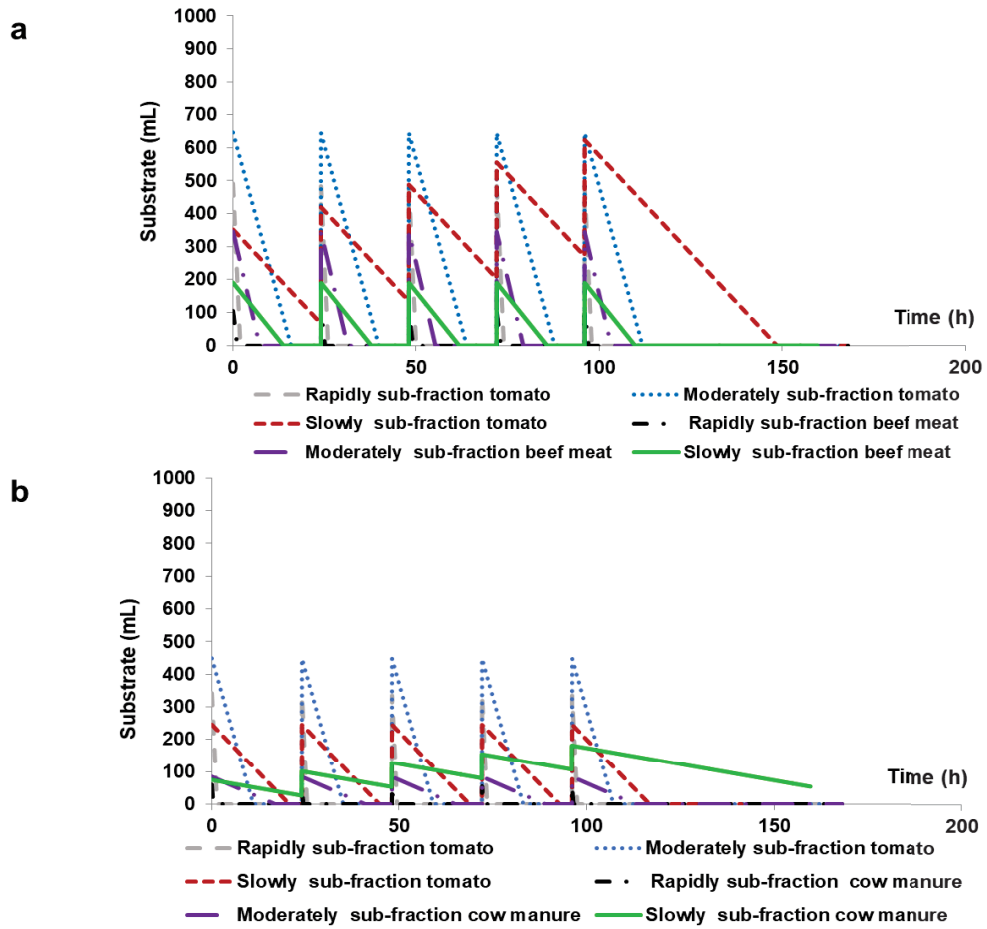 a
1000
900
800
700
600
500
400
300
200
100
0
Substrate (mL)
Time (h)
0 50 100 150 200
Rapidly sub-fraction tomato Moderately sub-fraction tomato
Slowly sub-fraction tomato Rapidly sub-fraction beef meat
Moderately sub-fraction beef meat Slowly sub-fraction beef meat
b
1000
900
800
700
600
500
400
300
200
100
0
Substrate (mL)
Time (h)
0 50 100 150 200
Rapidly sub-fraction tomato Moderately sub-fraction tomato
Slowly sub-fraction tomato Rapidly sub-fraction cow manure
Moderately sub-fraction cow manure Slowly sub-fraction cow manure